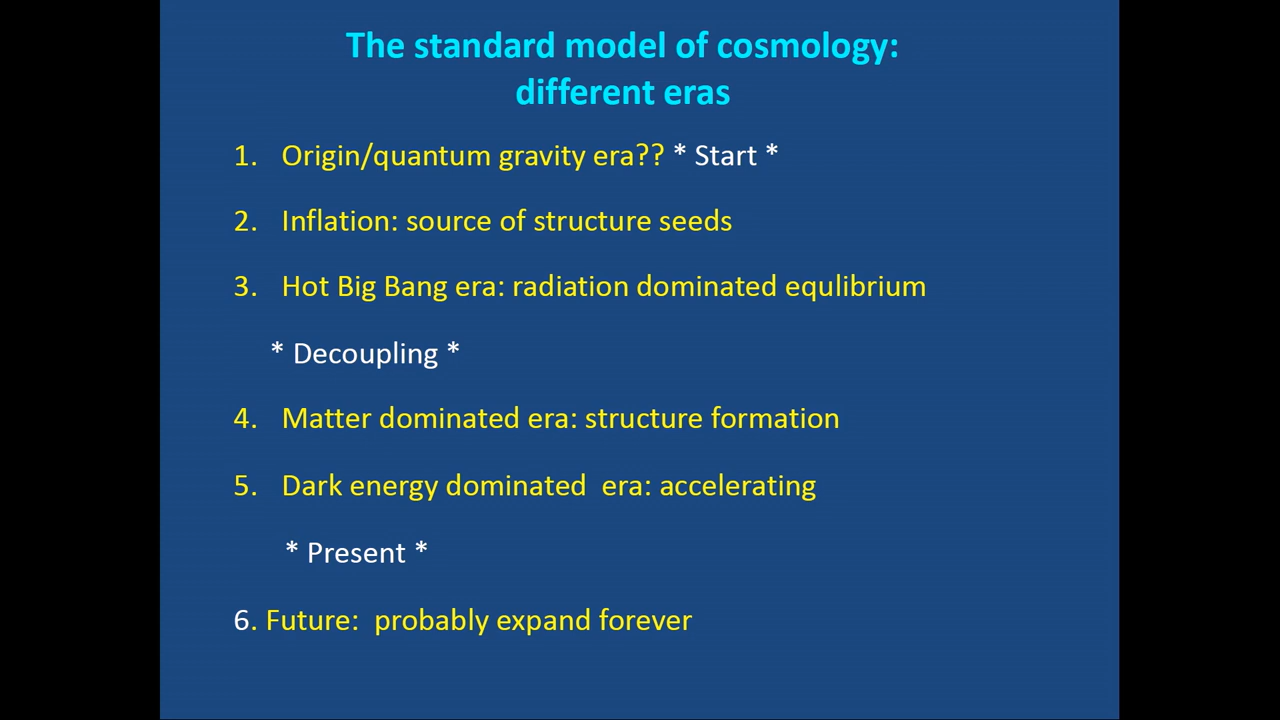 The standard model of cosmology:
different eras
1. Origin/quantum gravity era?? * Start *
2. Inflation: source of structure seeds
3. Hot Big Bang era: radiation dominated equlibrium
* Decoupling *
4. Matter dominated era: structure formation
5. Dark energy dominated  era: accelerating
* Present *
6. Future:  probably expand forever